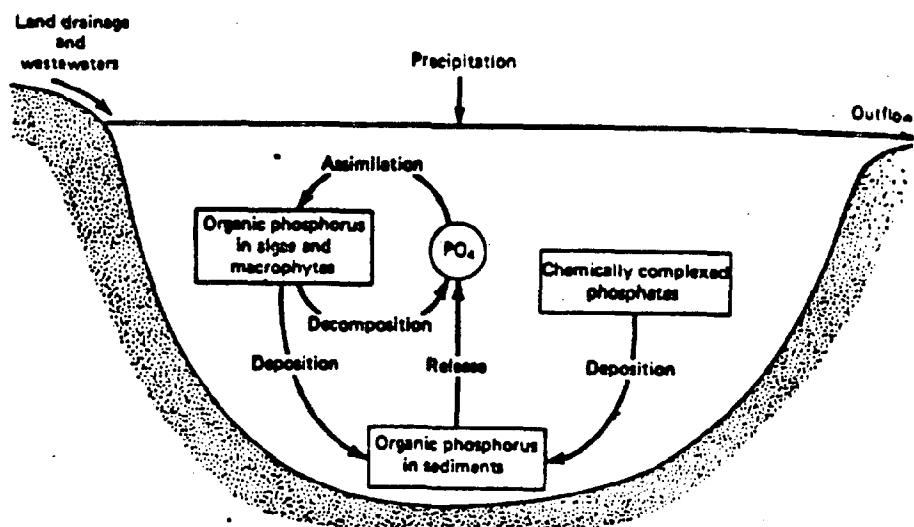 Land drainage
and
wastewaters
Precipitation
Outflow
Assimilation
Organic phosphorus
in algae and
macrophytes
PO₄
Chemically complexed
phosphates
Decomposition
Deposition
Release
Deposition
Organic phosphorus
in sediments